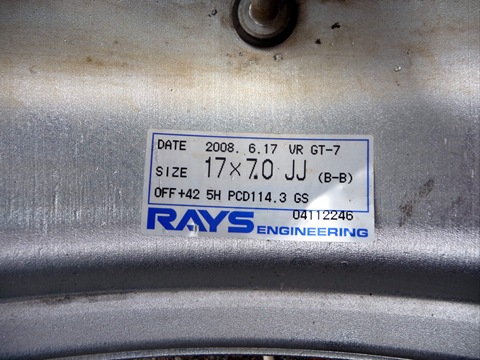 DATE 2008. 6.17 VR GT-7
SIZE 17×7.0 JJ (B-B)
OFF+42 5H PCD114.3 GS
04112246
RAYS ENGINEERING